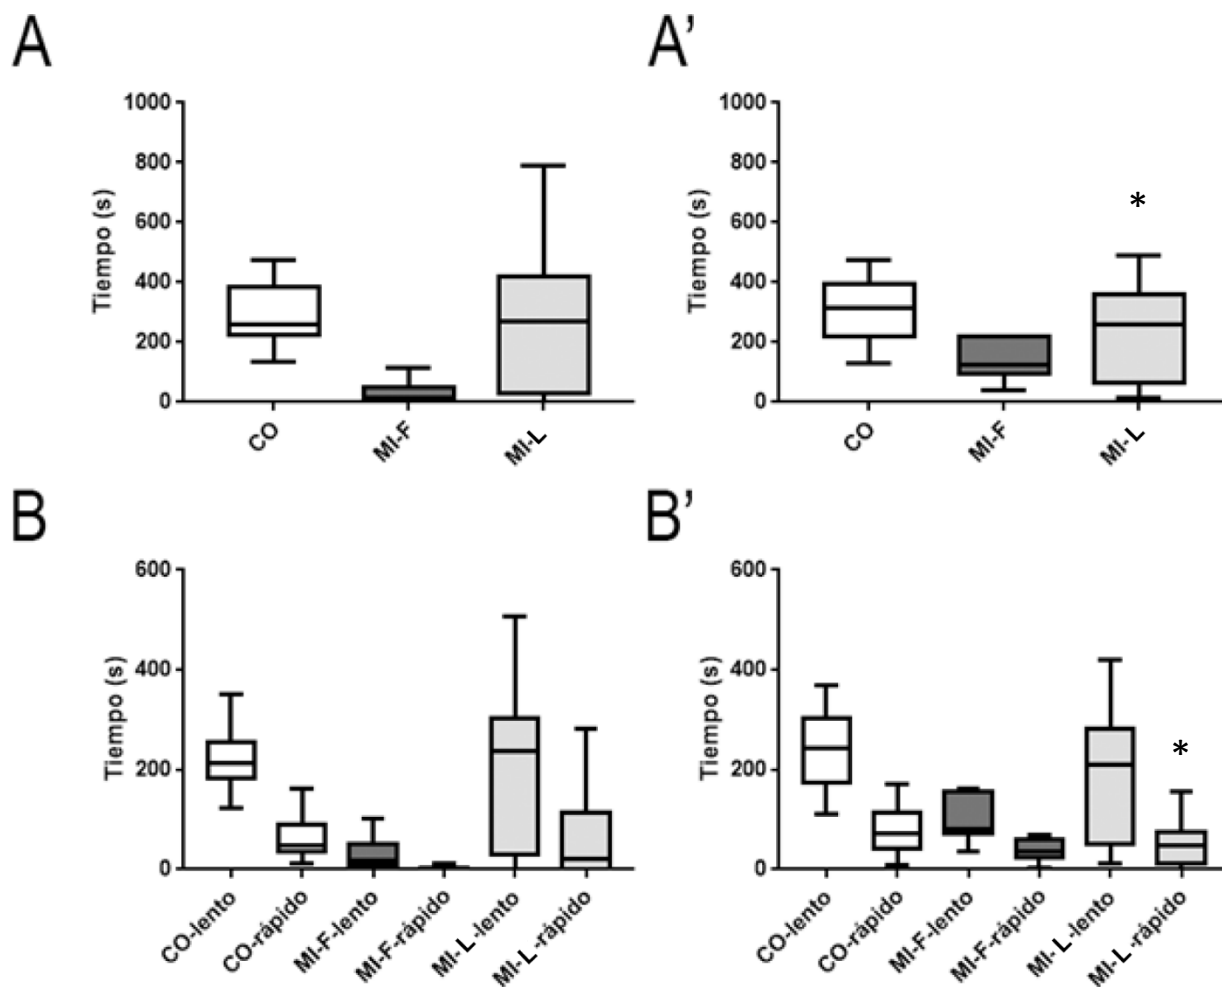 A
Tiempo (s)
1000
800
600
400
200
0
CO
MI-F
MI-L
A'
Tiempo (s)
1000
800
600
400
200
0
*
CO
MI-F
MI-L
B
Tiempo (s)
600
400
200
0
CO-lento
CO-rápido
MI-F-lento
MI-F-rápido
MI-L-lento
MI-L-rápido
B'
Tiempo (s)
600
400
200
0
*
CO-lento
CO-rápido
MI-F-lento
MI-F-rápido
MI-L-lento
MI-L-rápido